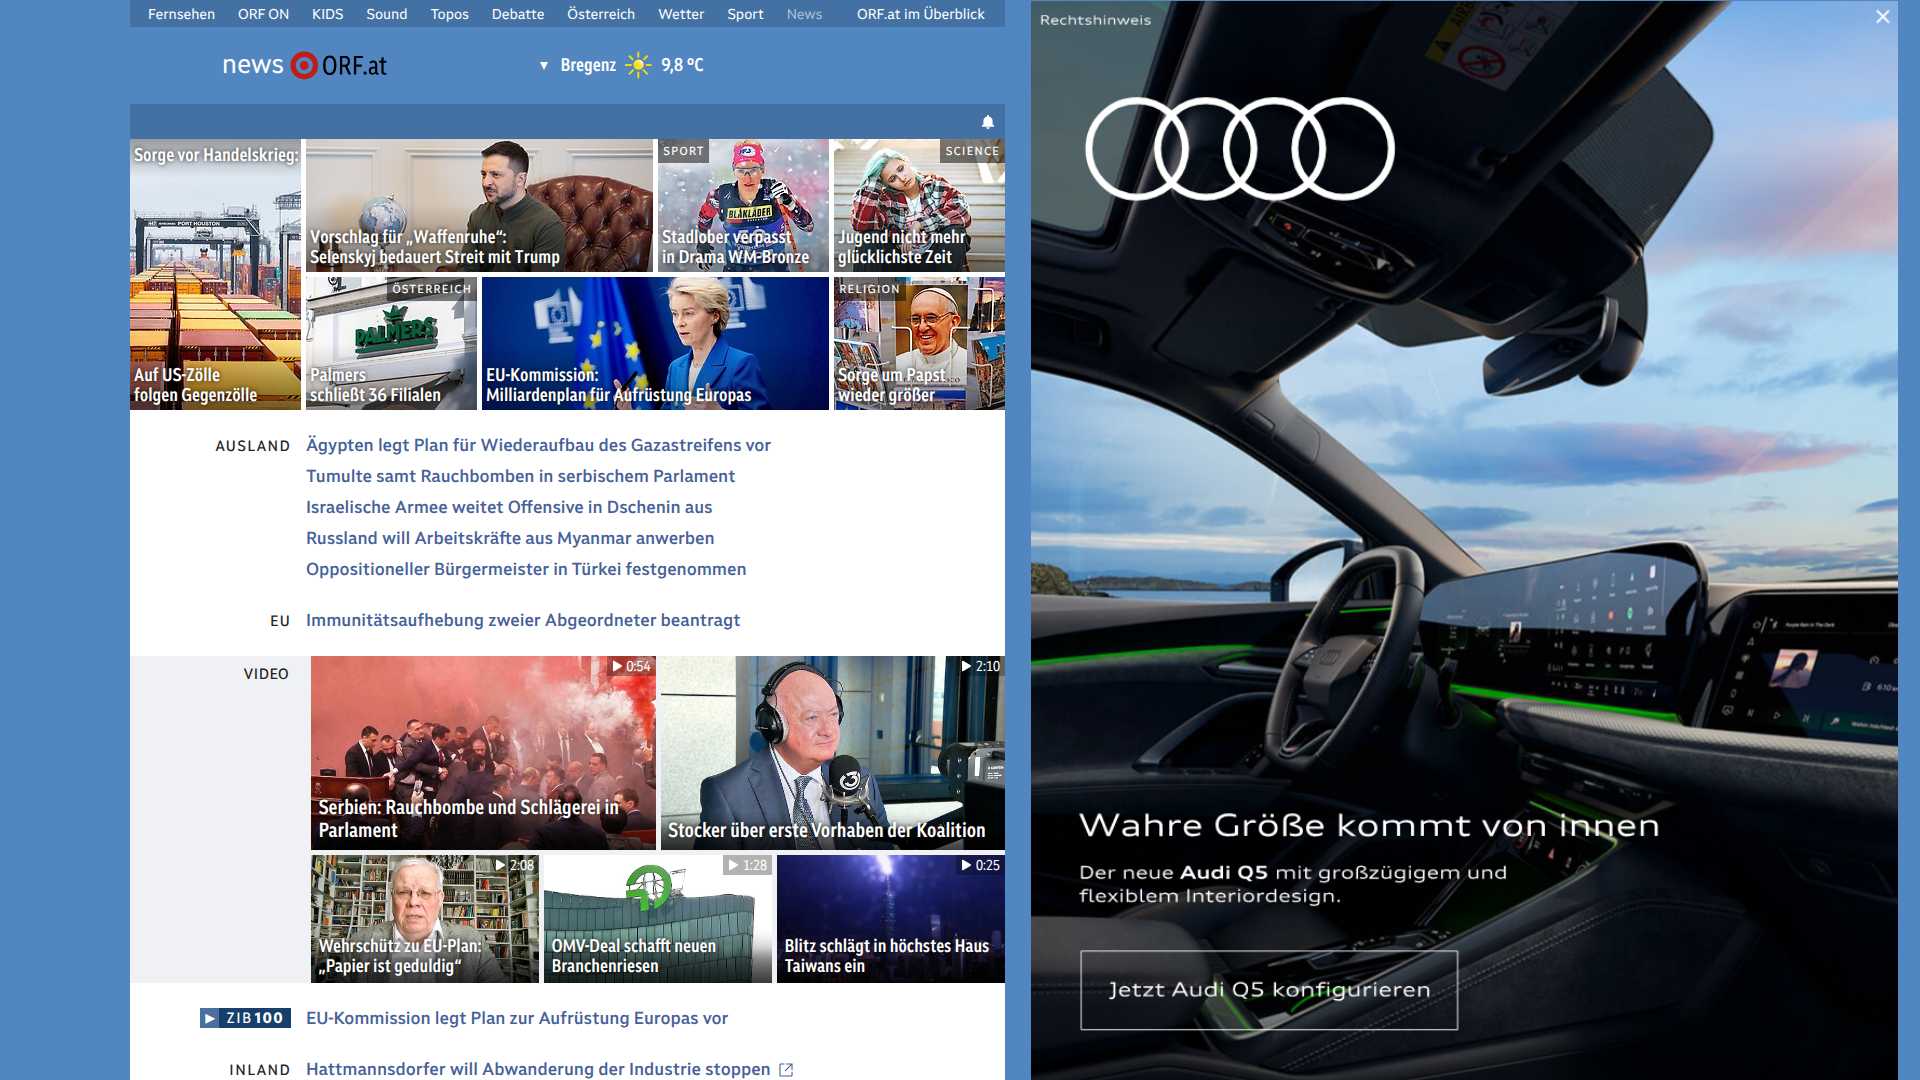 Fernsehen ORF ON KIDS Sound Topos Debatte Österreich Wetter Sport News ORF.at im Überblick
news ORF.at
Bregenz 9,8 °C
Sorge vor Handelskrieg:
Auf US-Zölle
folgen Gegenzölle
PORT HOUSTON
Vorschlag für „Waffenruhe“:
Selenskyj bedauert Streit mit Trump
SPORT
BLÅKLÄDER
Stadlober verpasst
in Drama WM-Bronze
SCIENCE
Jugend nicht mehr
glücklichste Zeit
ÖSTERREICH
PALMERS
Palmers
schließt 36 Filialen
EU-Kommission:
Milliardenplan für Aufrüstung Europas
RELIGION
Sorge um Papst
wieder größer
AUSLAND
Ägypten legt Plan für Wiederaufbau des Gazastreifens vor
Tumulte samt Rauchbomben in serbischem Parlament
Israelische Armee weitet Offensive in Dschenin aus
Russland will Arbeitskräfte aus Myanmar anwerben
Oppositioneller Bürgermeister in Türkei festgenommen
EU
Immunitätsaufhebung zweier Abgeordneter beantragt
VIDEO
0:54
Serbien: Rauchbombe und Schlägerei in
Parlament
2:10
Stocker über erste Vorhaben der Koalition
2:08
Wehrschütz zu EU-Plan:
„Papier ist geduldig“
1:28
OMV-Deal schafft neuen
Branchenriesen
0:25
Blitz schlägt in höchstes Haus
Taiwans ein
ZIB100
EU-Kommission legt Plan zur Aufrüstung Europas vor
INLAND
Hattmannsdorfer will Abwanderung der Industrie stoppen
Rechtshinweis
Wahre Größe kommt von innen
Der neue Audi Q5 mit großzügigem und
flexiblem Interiordesign.
Jetzt Audi Q5 konfigurieren